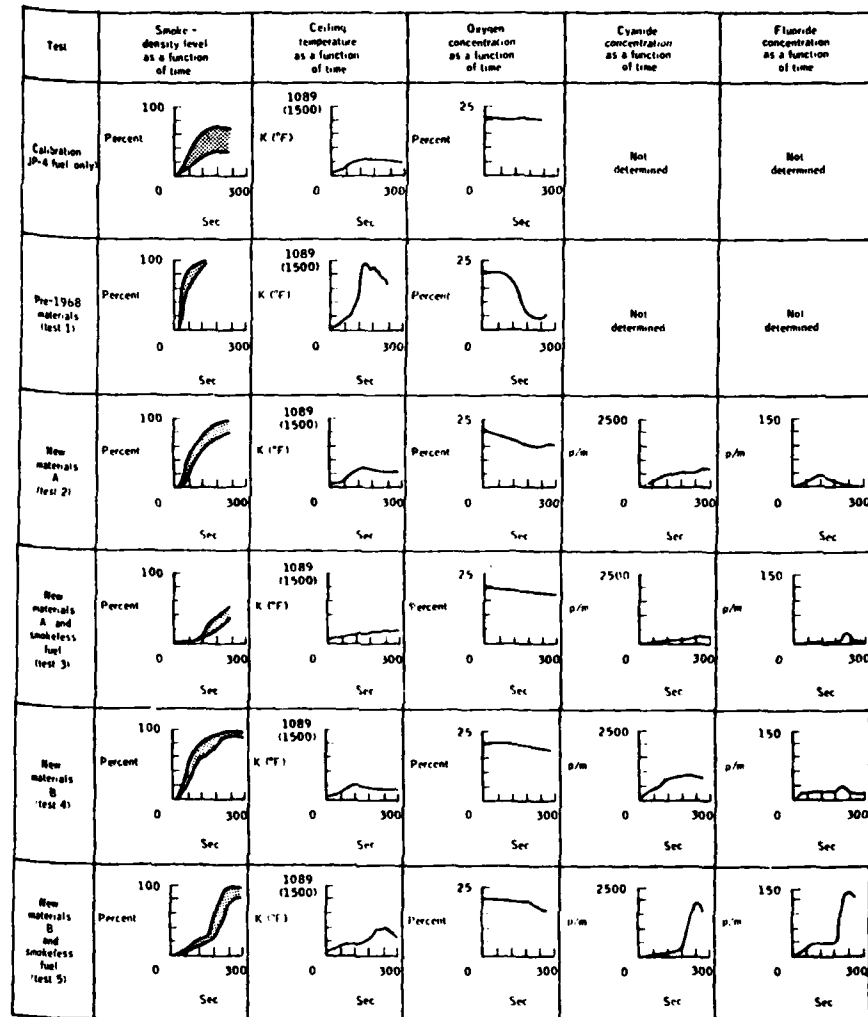 Test
Smoke -
density level
as a function
of time
Ceiling
temperature
as a function
of time
Oxygen
concentration
as a function
of time
Cyanide
concentration
as a function
of time
Fluoride
concentration
as a function
of time
Calibration
JP-4 fuel only)
100
Percent
0
300
Sec
1089
(1500)
K (°F)
0
300
Sec
25
Percent
0
300
Sec
Not
determined
Not
determined
Pre-1968
materials
(test 1)
100
Percent
0
300
Sec
1089
(1500)
K (°F)
0
300
Sec
25
Percent
0
300
Sec
Not
determined
Not
determined
New
materials
A
(test 2)
100
Percent
0
300
Sec
1089
(1500)
K (°F)
0
300
Sec
25
Percent
0
300
Sec
2500
p/m
0
300
Sec
150
p/m
0
300
Sec
New
materials
A and
smokeless
fuel
(test 3)
100
Percent
0
300
Sec
1089
(1500)
K (°F)
0
300
Sec
25
Percent
0
300
Sec
2500
p/m
0
300
Sec
150
p/m
0
300
Sec
New
materials
B
(test 4)
100
Percent
0
300
Sec
1089
(1500)
K (°F)
0
300
Sec
25
Percent
0
300
Sec
2500
p/m
0
300
Sec
150
p/m
0
300
Sec
New
materials
B
and
smokeless
fuel
(test 5)
100
Percent
0
300
Sec
1089
(1500)
K (°F)
0
300
Sec
25
Percent
0
300
Sec
2500
p/m
0
300
Sec
150
p/m
0
300
Sec